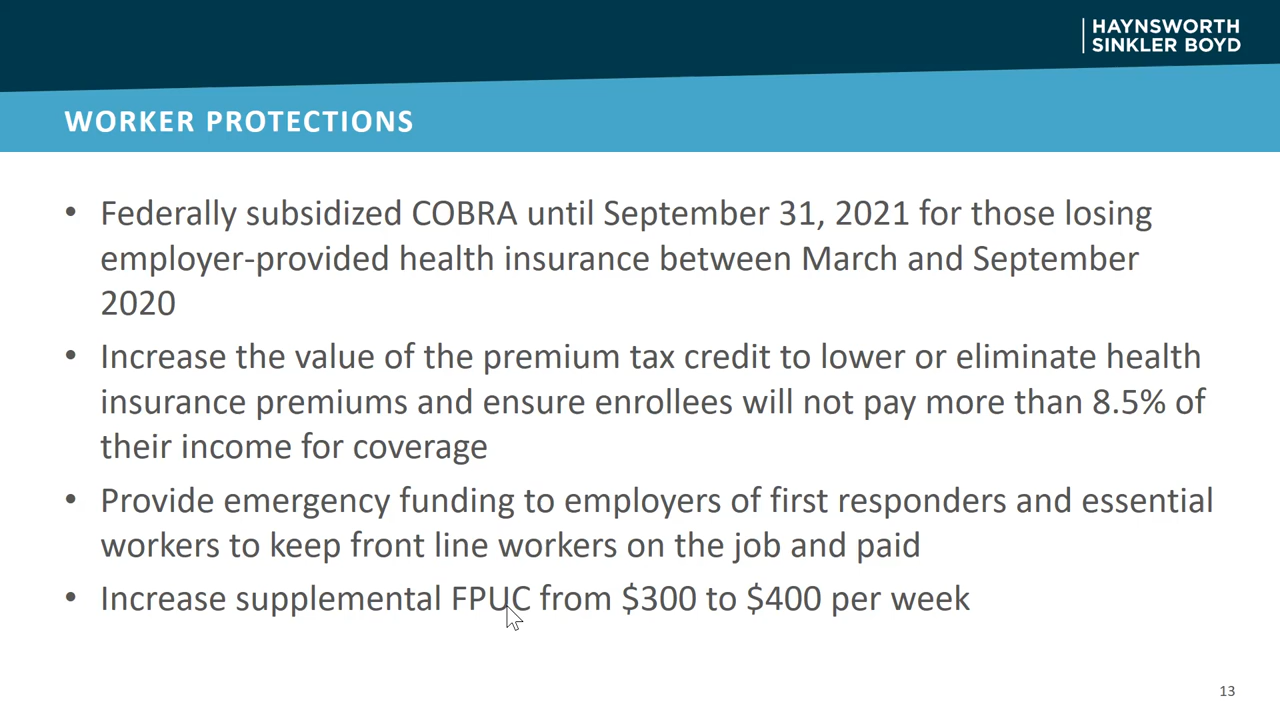 HAYNSWORTH
SINKLER BOYD
WORKER PROTECTIONS
• Federally subsidized COBRA until September 31, 2021 for those losing
employer-provided health insurance between March and September
2020
• Increase the value of the premium tax credit to lower or eliminate health
insurance premiums and ensure enrollees will not pay more than 8.5% of
their income for coverage
• Provide emergency funding to employers of first responders and essential
workers to keep front line workers on the job and paid
• Increase supplemental FPUC from $300 to $400 per week
13